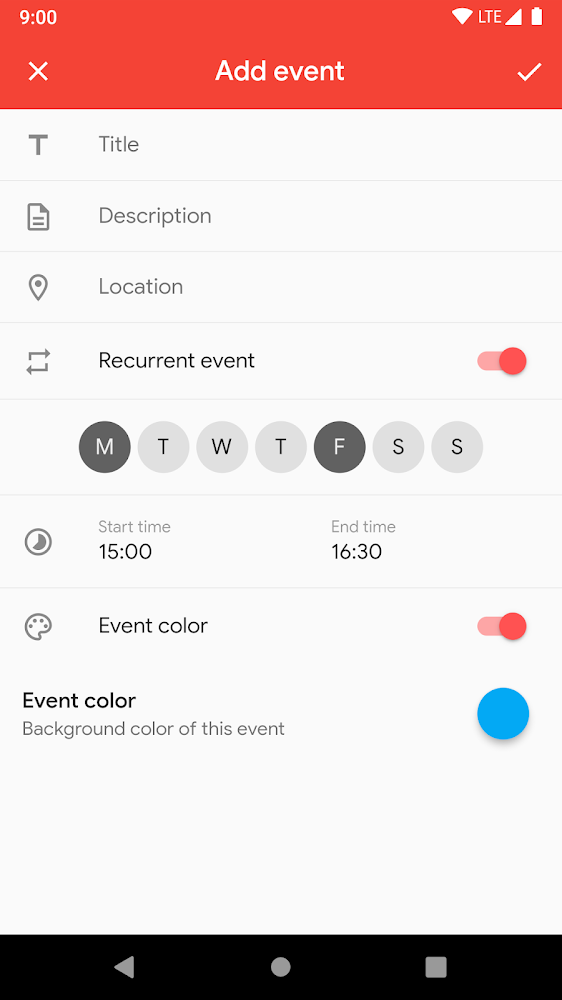 9:00 LTE
Add event
Title
Description
Location
Recurrent event
M T W T F S S
Start time End time
15:00 16:30
Event color
Event color
Background color of this event